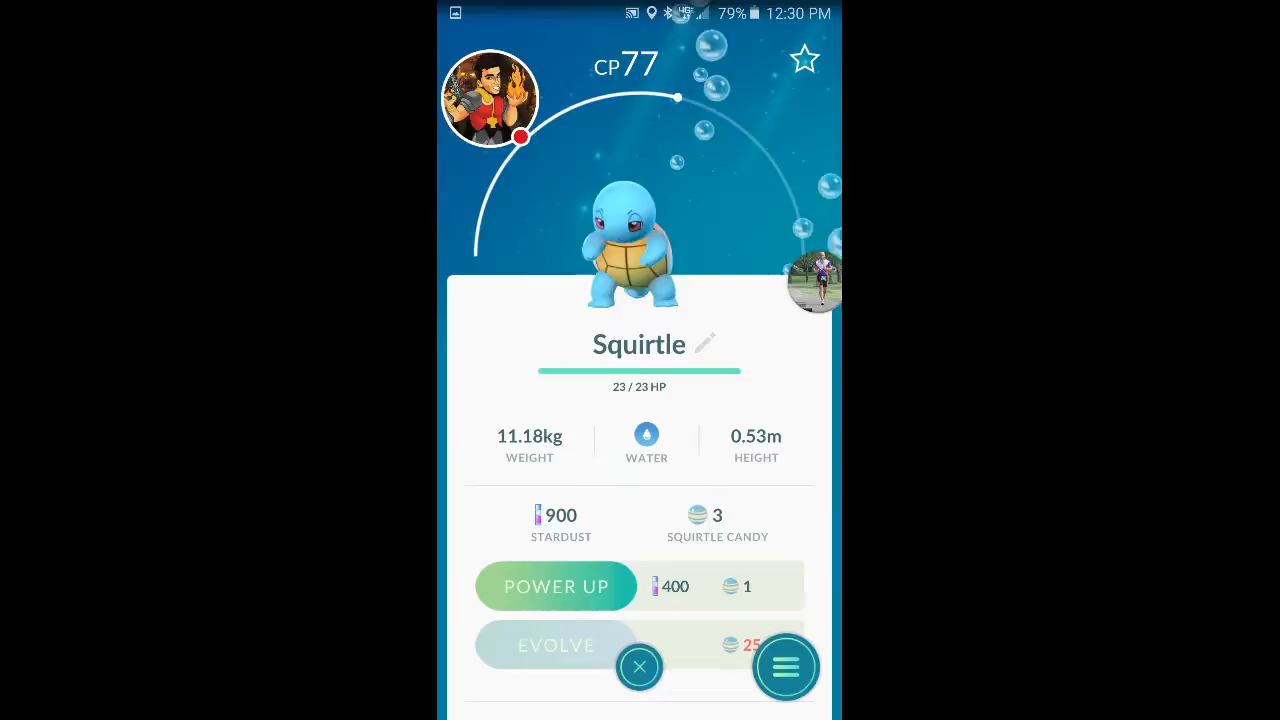 79% 12:30 PM
CP77
Squirtle
23 / 23 HP
11.18kg
WEIGHT
WATER
0.53m
HEIGHT
900
STARDUST
3
SQUIRTLE CANDY
POWER UP 400 1
EVOLVE 25